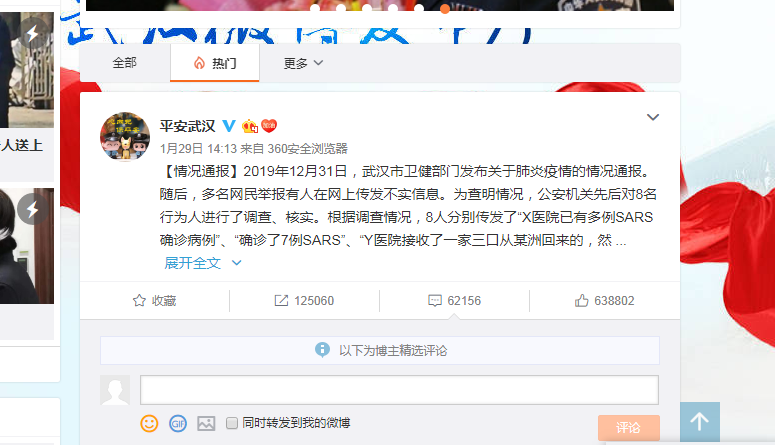 全部
热门
更多
人送上
平安武汉
1月29日 14:13 来自 360安全浏览器
【情况通报】2019年12月31日，武汉市卫健部门发布关于肺炎疫情的情况通报。
随后，多名网民举报有人在网上传发不实信息。为查明情况，公安机关先后对8名
行为人进行了调查、核实。根据调查情况，8人分别传发了“X医院已有多例SARS
确诊病例”、“确诊了7例SARS”、“Y医院接收了一家三口从某洲回来的，然 ...
展开全文
收藏
125060
62156
638802
以下为博主精选评论
GIF
同时转发到我的微博
评论